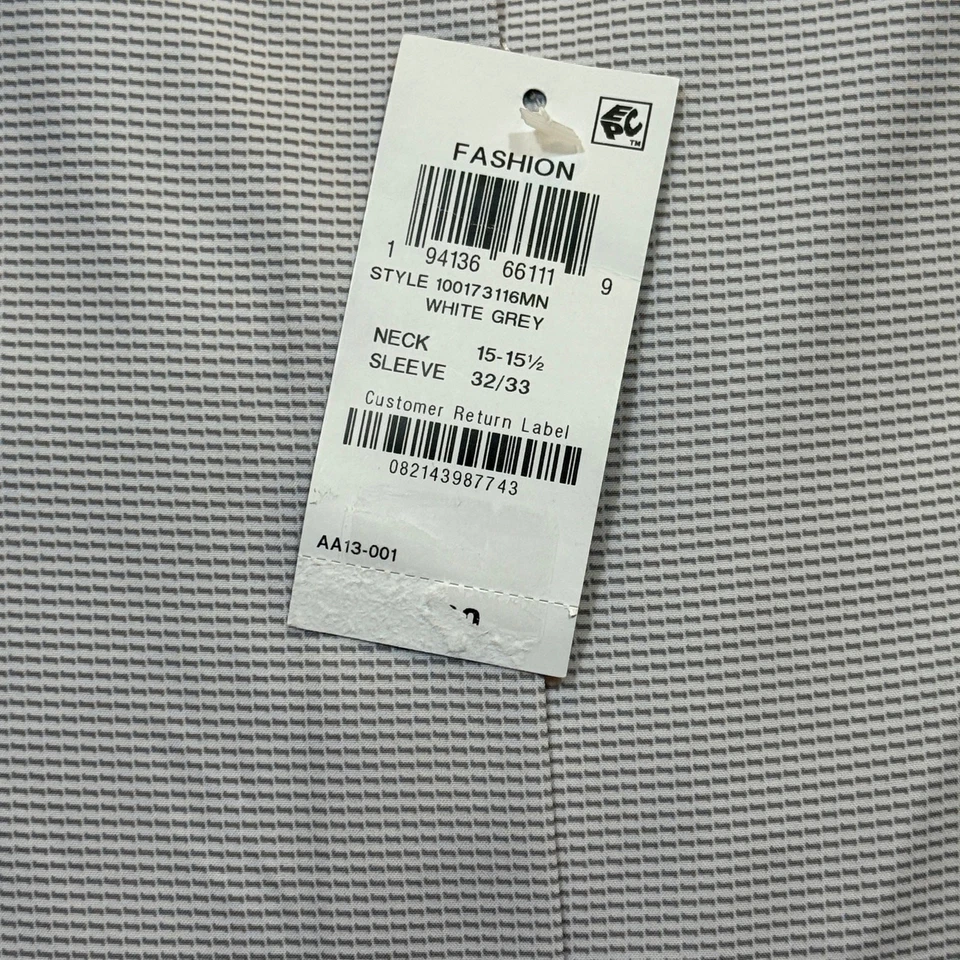 EPC™
FASHION
1 94136 66111 9
STYLE 100173116MN
WHITE GREY
NECK 15-15½
SLEEVE 32/33
Customer Return Label
082143987743
AA13-001